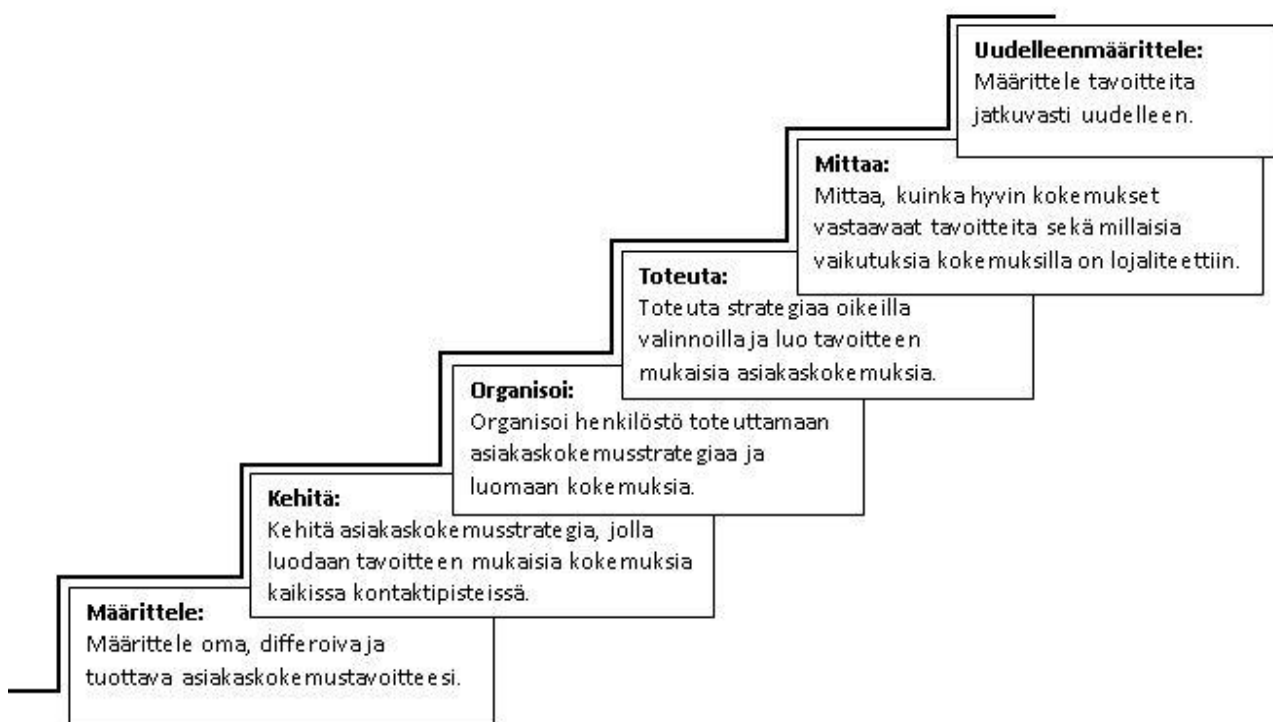 Uudelleenmäärittele:
Määrittele tavoitteita
jatkuvasti uudelleen.
Mittaa:
Mittaa, kuinka hyvin kokemukset
vastaavaat tavoitteita sekä millaisia
vaikutuksia kokemuksilla on lojaliteettiin.
Toteuta:
Toteuta strategiaa oikeilla
valinnoilla ja luo tavoitteen
mukaisia asiakaskokemuksia.
Organisoi:
Organisoi henkilöstö toteuttamaan
asiakaskokemusstrategiaa ja
luomaan kokemuksia.
Kehitä:
Kehitä asiakaskokemusstrategia, jolla
luodaan tavoitteen mukaisia kokemuksia
kaikissa kontaktipisteissä.
Määrittele:
Määrittele oma, differoiva ja
tuottava asiakaskokemustavoitteesi.